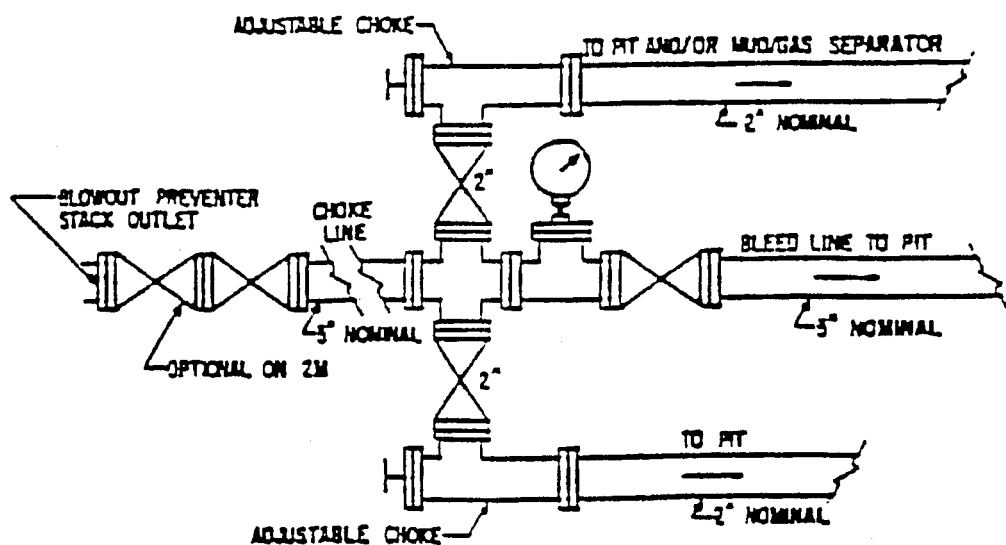 ADJUSTABLE CHOKE
TO PIT AND/OR MUD/GAS SEPARATOR
2" NOMINAL
2"
BLOWOUT PREVENTER
STACK OUTLET
CHOKE
LINE
BLEED LINE TO PIT
3" NOMINAL
3" NOMINAL
OPTIONAL ON 2M
2"
TO PIT
2" NOMINAL
ADJUSTABLE CHOKE